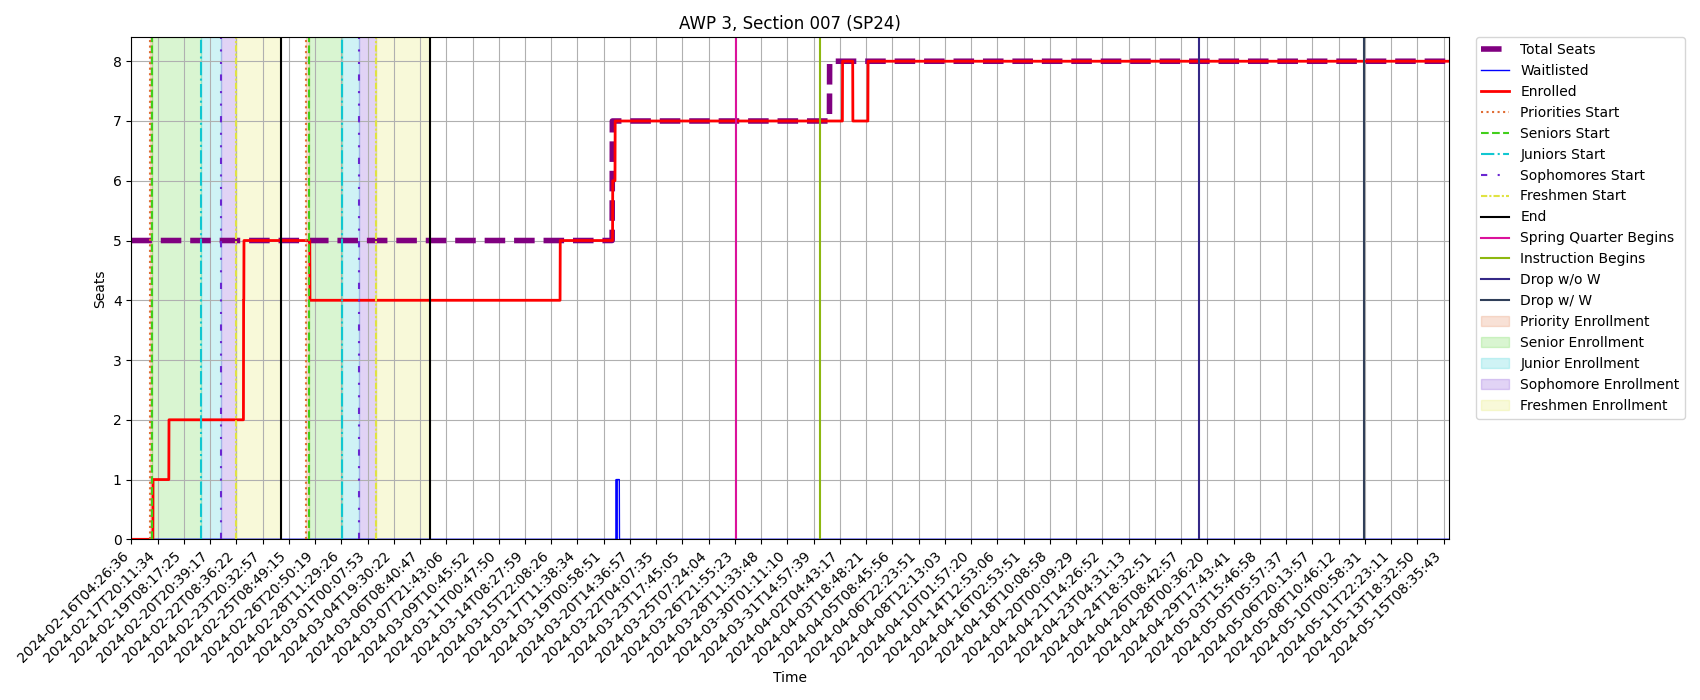 AWP 3, Section 007 (SP24)
Seats
8
7
6
5
4
3
2
1
0
2024-02-16T04:26:36
2024-02-17T20:11:34
2024-02-19T08:17:25
2024-02-20T20:39:17
2024-02-22T08:36:22
2024-02-23T20:32:57
2024-02-25T08:49:15
2024-02-26T20:50:19
2024-02-28T11:29:26
2024-03-01T00:07:53
2024-03-04T19:30:22
2024-03-06T08:40:47
2024-03-07T21:43:06
2024-03-09T10:45:52
2024-03-11T00:47:50
2024-03-14T08:27:59
2024-03-15T22:08:26
2024-03-17T11:38:34
2024-03-19T00:58:51
2024-03-20T14:36:57
2024-03-22T04:07:35
2024-03-23T17:45:05
2024-03-25T07:24:04
2024-03-26T21:55:23
2024-03-28T11:33:48
2024-03-30T01:11:10
2024-03-31T14:57:39
2024-04-02T04:43:17
2024-04-03T18:48:21
2024-04-05T08:45:56
2024-04-06T22:23:51
2024-04-08T12:13:03
2024-04-10T01:57:20
2024-04-14T12:53:06
2024-04-16T02:53:51
2024-04-18T10:08:58
2024-04-20T00:09:29
2024-04-21T14:26:52
2024-04-23T04:31:13
2024-04-24T18:32:51
2024-04-26T08:42:57
2024-04-28T00:36:20
2024-04-29T17:43:41
2024-05-03T15:46:58
2024-05-05T05:57:37
2024-05-06T20:13:57
2024-05-08T10:46:12
2024-05-10T00:58:31
2024-05-11T22:23:11
2024-05-13T18:32:50
2024-05-15T08:35:43
Time
Total Seats
Waitlisted
Enrolled
Priorities Start
Seniors Start
Juniors Start
Sophomores Start
Freshmen Start
End
Spring Quarter Begins
Instruction Begins
Drop w/o W
Drop w/ W
Priority Enrollment
Senior Enrollment
Junior Enrollment
Sophomore Enrollment
Freshmen Enrollment